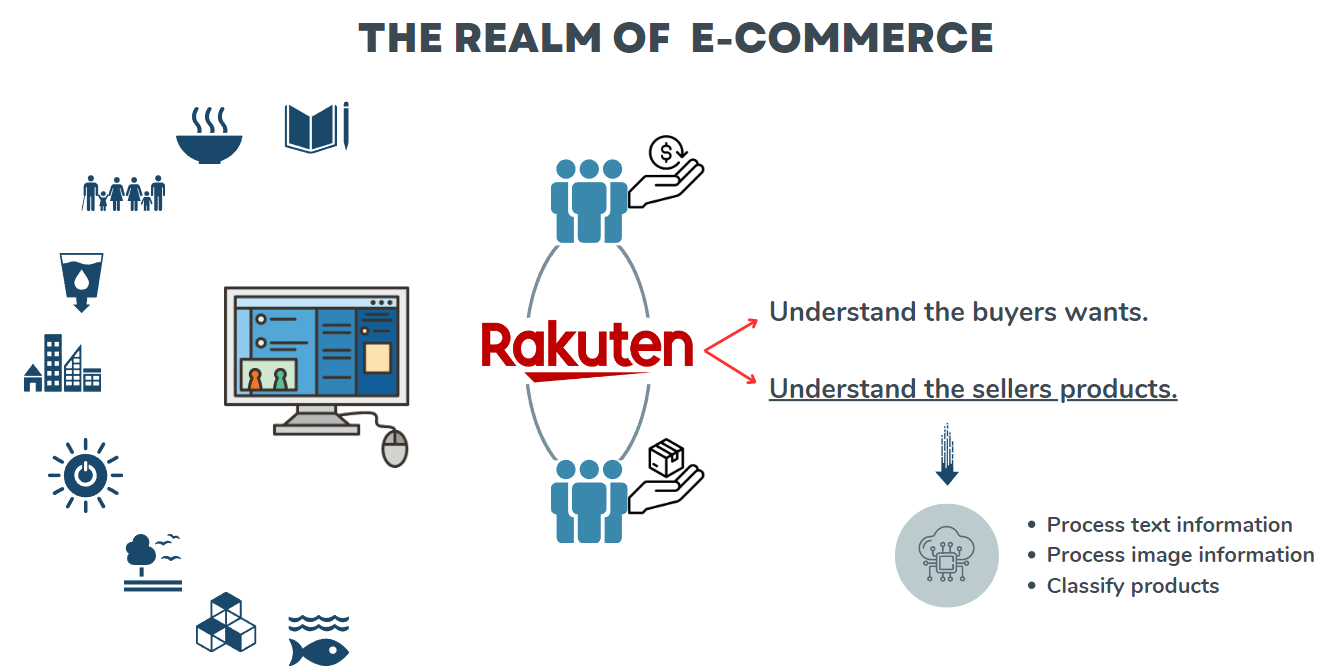 THE REALM OF E-COMMERCE
$
Rakuten
Understand the buyers wants.
Understand the sellers products.
• Process text information
• Process image information
• Classify products